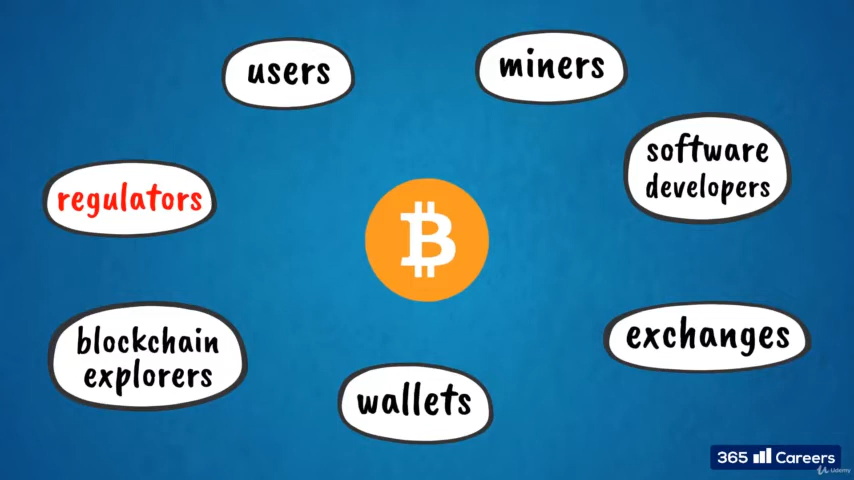 users
miners
software
developers
regulators
exchanges
blockchain
explorers
wallets
365 Careers
Udemy